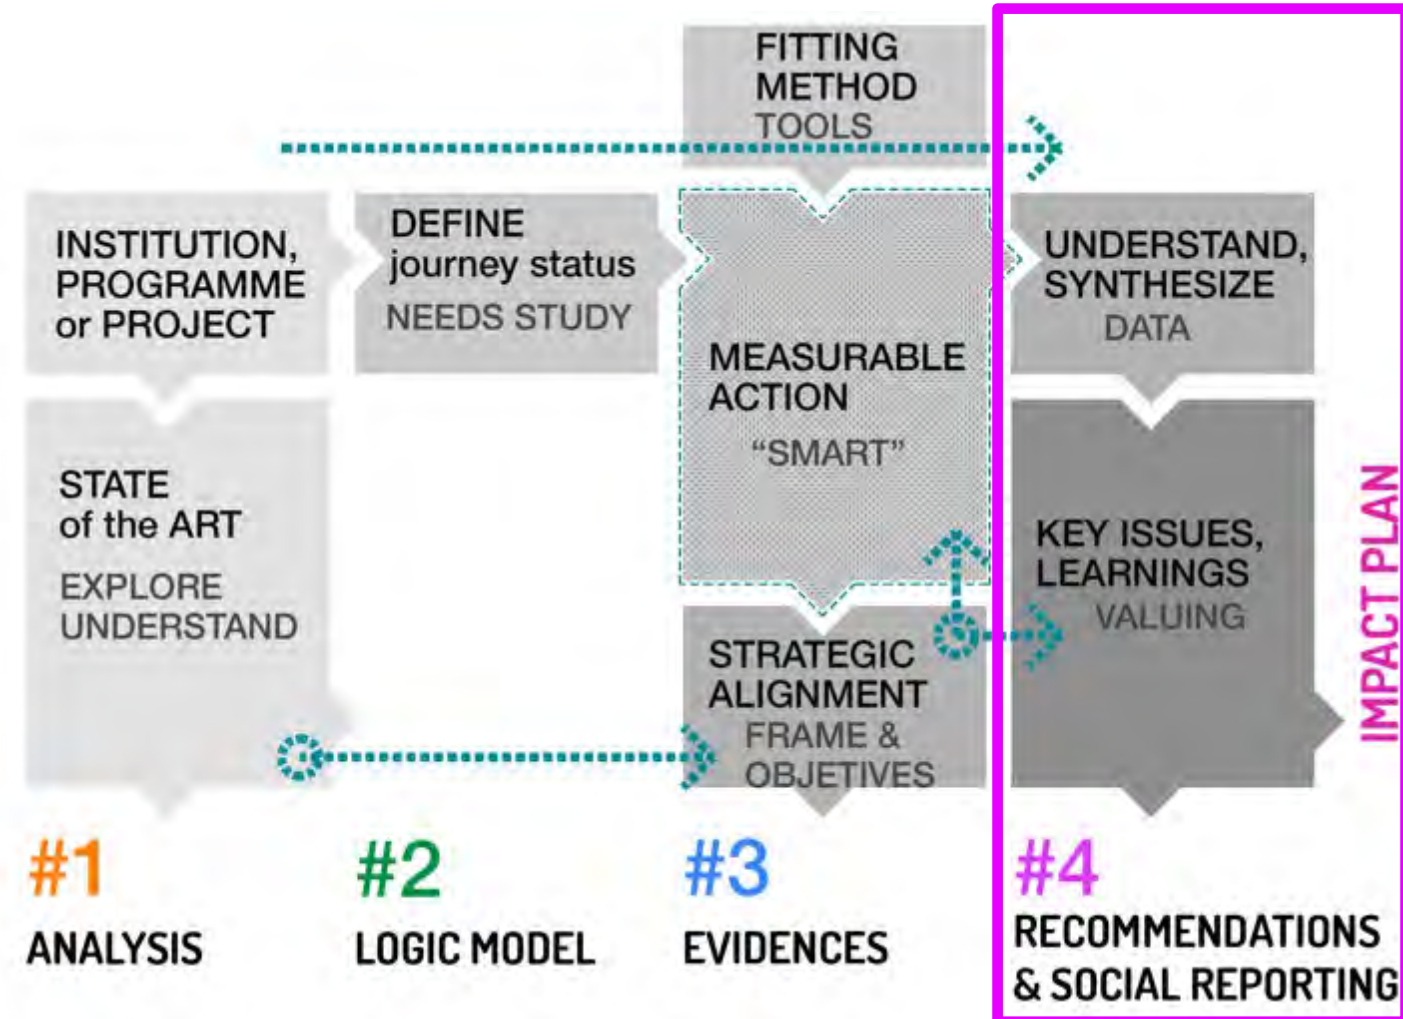 FITTING
METHOD
TOOLS
INSTITUTION,
PROGRAMME
or PROJECT
DEFINE
journey status
NEEDS STUDY
UNDERSTAND,
SYNTHESIZE
DATA
MEASURABLE
ACTION
“SMART”
STATE
of the ART
EXPLORE
UNDERSTAND
KEY ISSUES,
LEARNINGS
VALUING
STRATEGIC
ALIGNMENT
FRAME &
OBJETIVES
IMPACT PLAN
#1
ANALYSIS
#2
LOGIC MODEL
#3
EVIDENCES
#4
RECOMMENDATIONS
& SOCIAL REPORTING